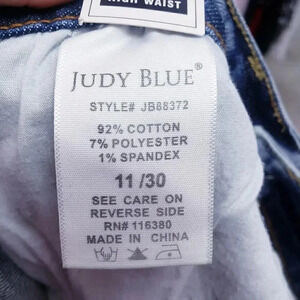 HIGH WAIST
JUDY BLUE®
STYLE# JB88372
92% COTTON
7% POLYESTER
1% SPANDEX
11 /30
SEE CARE ON
REVERSE SIDE
RN# 116380
MADE IN CHINA